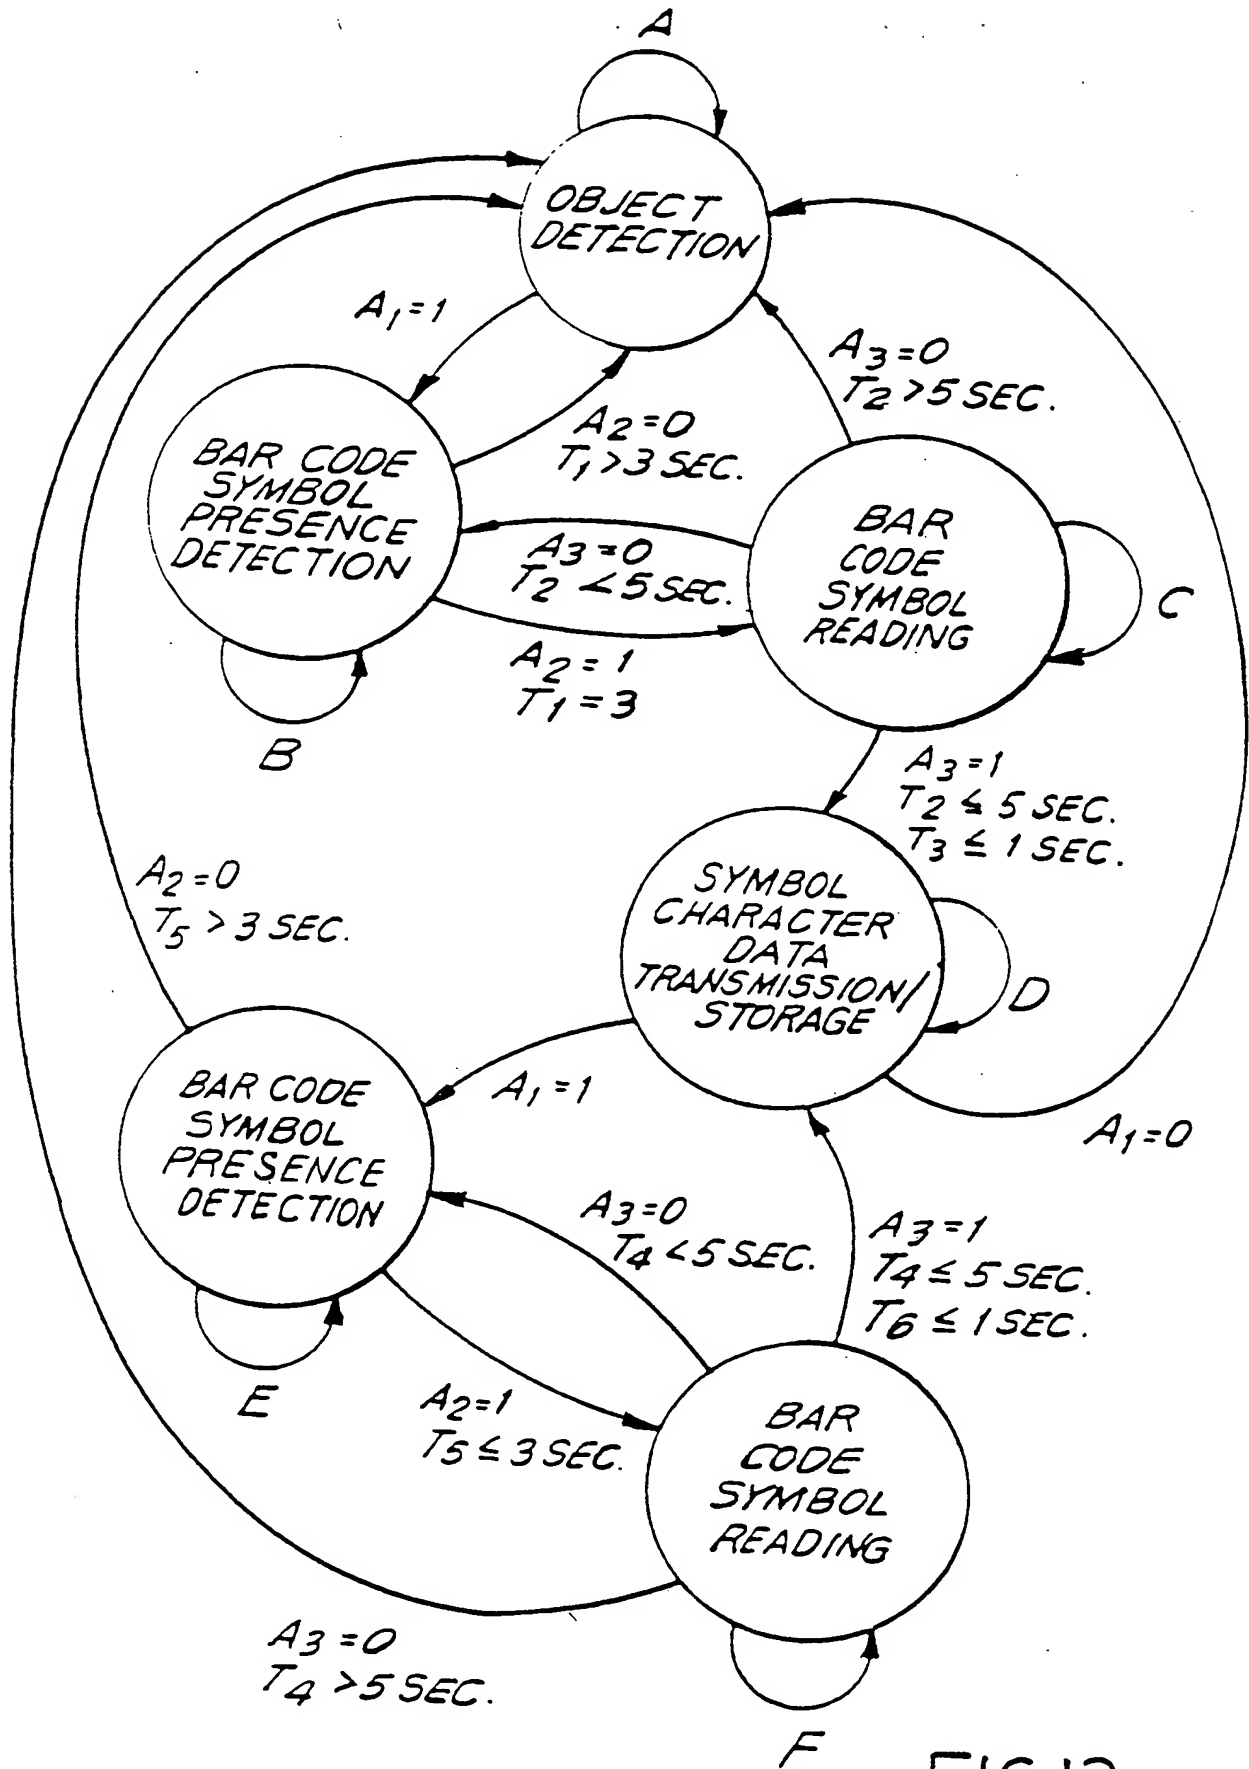 A
OBJECT
DETECTION
A1=1
A3=0
T2>5 SEC.
A2=0
T1>3 SEC.
BAR CODE
SYMBOL
PRESENCE
DETECTION
A3=0
T2<5 SEC.
BAR
CODE
SYMBOL
READING
C
A2=1
T1=3
B
A3=1
T2≤5 SEC.
T3≤1 SEC.
A2=0
T5>3 SEC.
SYMBOL
CHARACTER
DATA
TRANSMISSION/
STORAGE
D
A1=1
A1=0
BAR CODE
SYMBOL
PRESENCE
DETECTION
A3=0
T4<5 SEC.
A3=1
T4≤5 SEC.
T6≤1 SEC.
E
A2=1
T5≤3 SEC.
BAR
CODE
SYMBOL
READING
A3=0
T4>5 SEC.
F